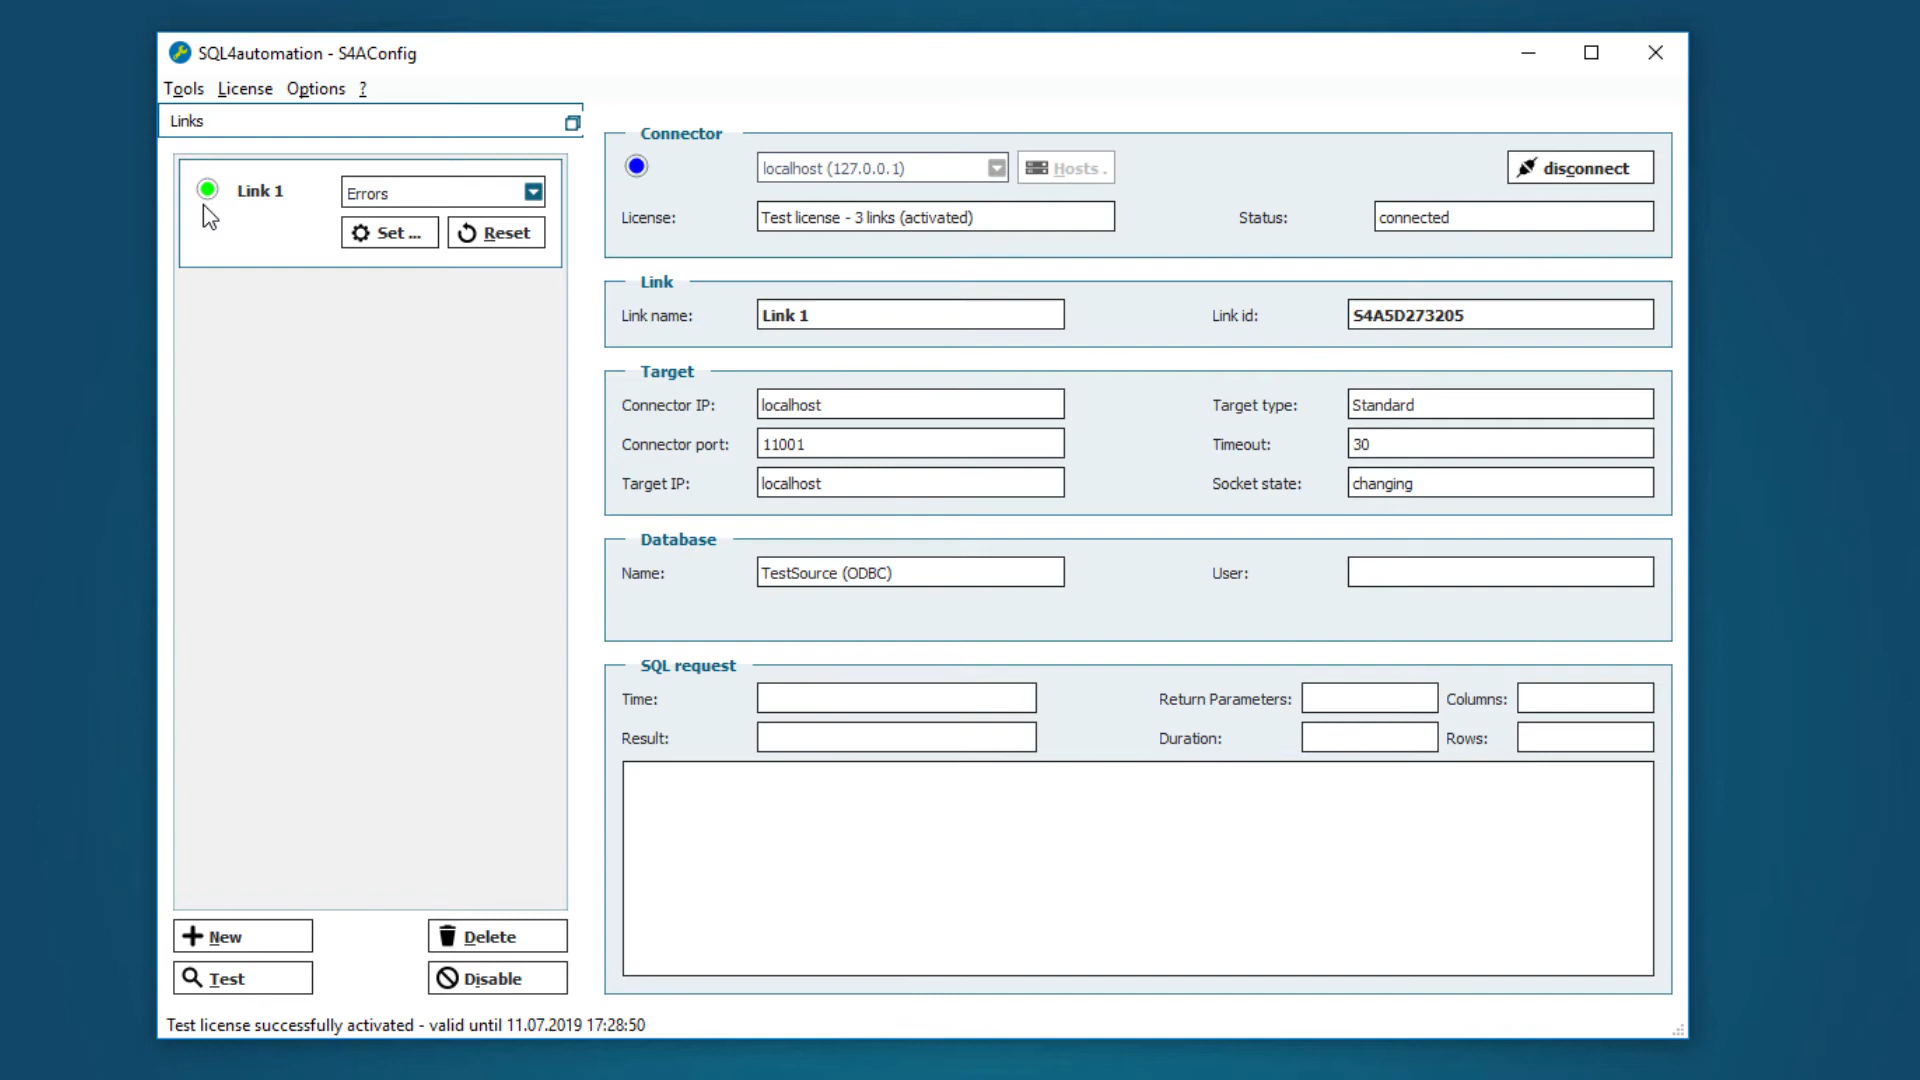 SQL4automation - S4AConfig
Tools License Options ?
Links
Link 1
Errors
Set ...
Reset
Connector
localhost (127.0.0.1)
Hosts .
disconnect
License:
Test license - 3 links (activated)
Status:
connected
Link
Link name:
Link 1
Link id:
S4A5D273205
Target
Connector IP:
localhost
Target type:
Standard
Connector port:
11001
Timeout:
30
Target IP:
localhost
Socket state:
changing
Database
Name:
TestSource (ODBC)
User:
SQL request
Time:
Return Parameters:
Columns:
Result:
Duration:
Rows:
New
Delete
Test
Disable
Test license successfully activated - valid until 11.07.2019 17:28:50